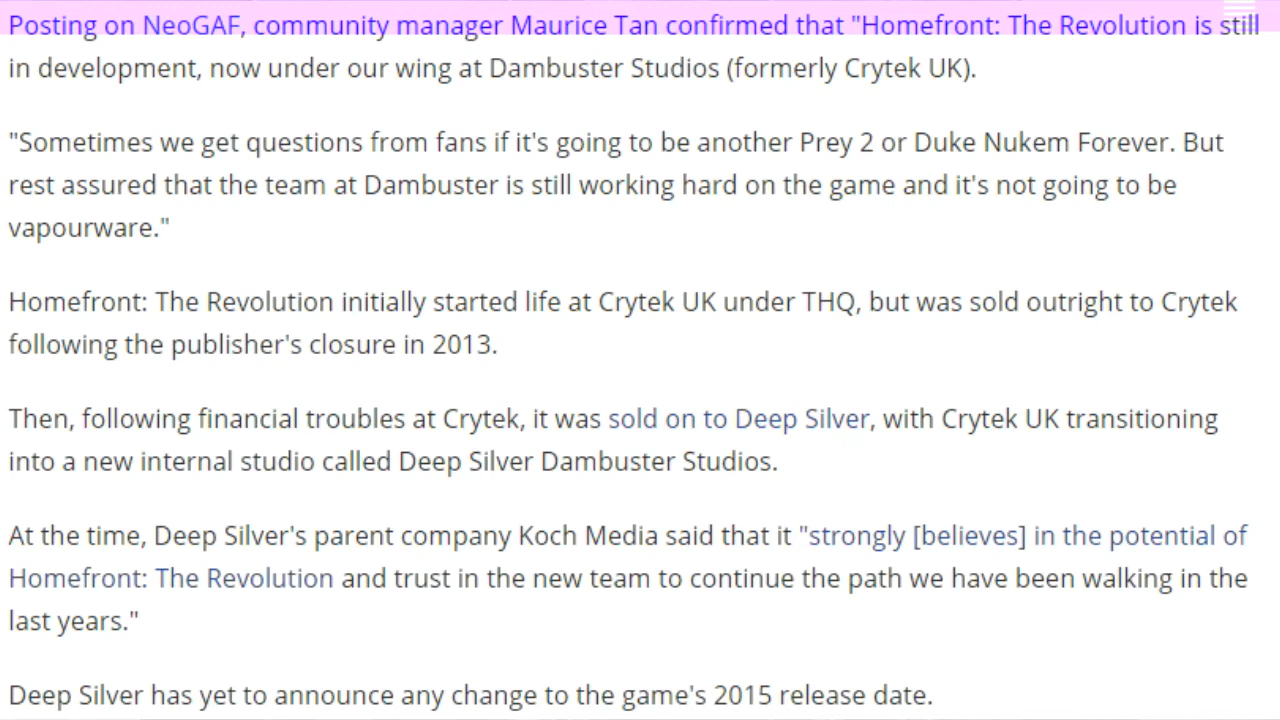 Posting on NeoGAF, community manager Maurice Tan confirmed that "Homefront: The Revolution is still
in development, now under our wing at Dambuster Studios (formerly Crytek UK).
"Sometimes we get questions from fans if it's going to be another Prey 2 or Duke Nukem Forever. But
rest assured that the team at Dambuster is still working hard on the game and it's not going to be
vapourware."
Homefront: The Revolution initially started life at Crytek UK under THQ, but was sold outright to Crytek
following the publisher's closure in 2013.
Then, following financial troubles at Crytek, it was sold on to Deep Silver, with Crytek UK transitioning
into a new internal studio called Deep Silver Dambuster Studios.
At the time, Deep Silver's parent company Koch Media said that it "strongly [believes] in the potential of
Homefront: The Revolution and trust in the new team to continue the path we have been walking in the
last years."
Deep Silver has yet to announce any change to the game's 2015 release date.